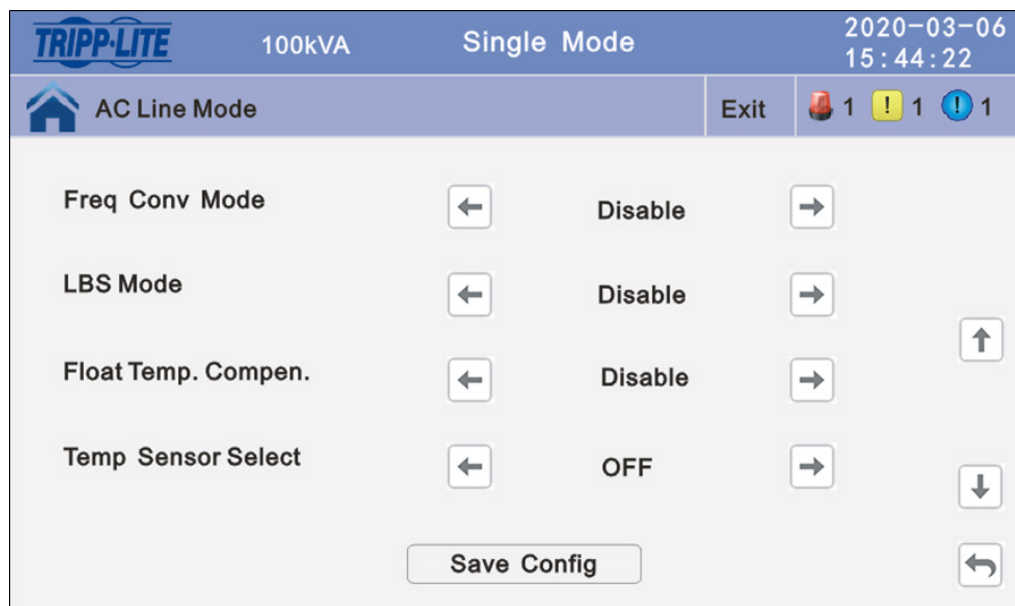 TRIPP·LITE 100kVA Single Mode 2020-03-06
15:44:22
AC Line Mode Exit 1 ! 1 ! 1
Freq Conv Mode Disable
LBS Mode Disable
Float Temp. Compen. Disable
Temp Sensor Select OFF
Save Config